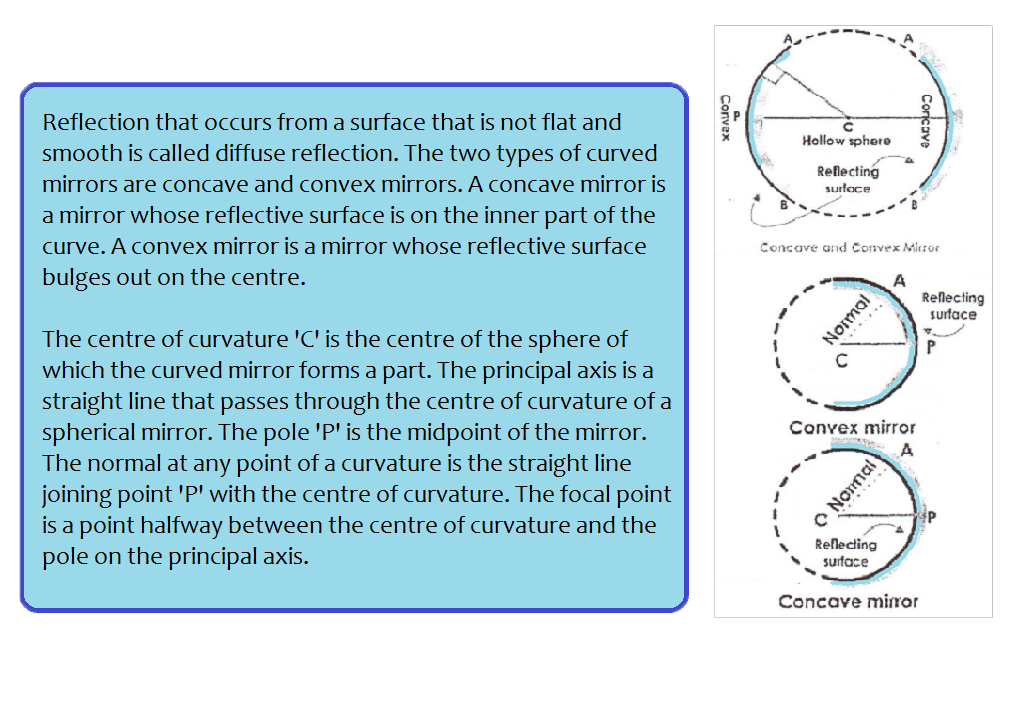 Reflection that occurs from a surface that is not flat and
smooth is called diffuse reflection. The two types of curved
mirrors are concave and convex mirrors. A concave mirror is
a mirror whose reflective surface is on the inner part of the
curve. A convex mirror is a mirror whose reflective surface
bulges out on the centre.
The centre of curvature 'C' is the centre of the sphere of
which the curved mirror forms a part. The principal axis is a
straight line that passes through the centre of curvature of a
spherical mirror. The pole 'P' is the midpoint of the mirror.
The normal at any point of a curvature is the straight line
joining point 'P' with the centre of curvature. The focal point
is a point halfway between the centre of curvature and the
pole on the principal axis.
A A
Convex P C Concave
Hollow sphere
Reflecting
surface
B B
Concave and Convex Mirror
A
Reflecting
surface
Normal
P
C
Convex mirror
A
Normal
C P
Reflecting
surface
Concave mirror